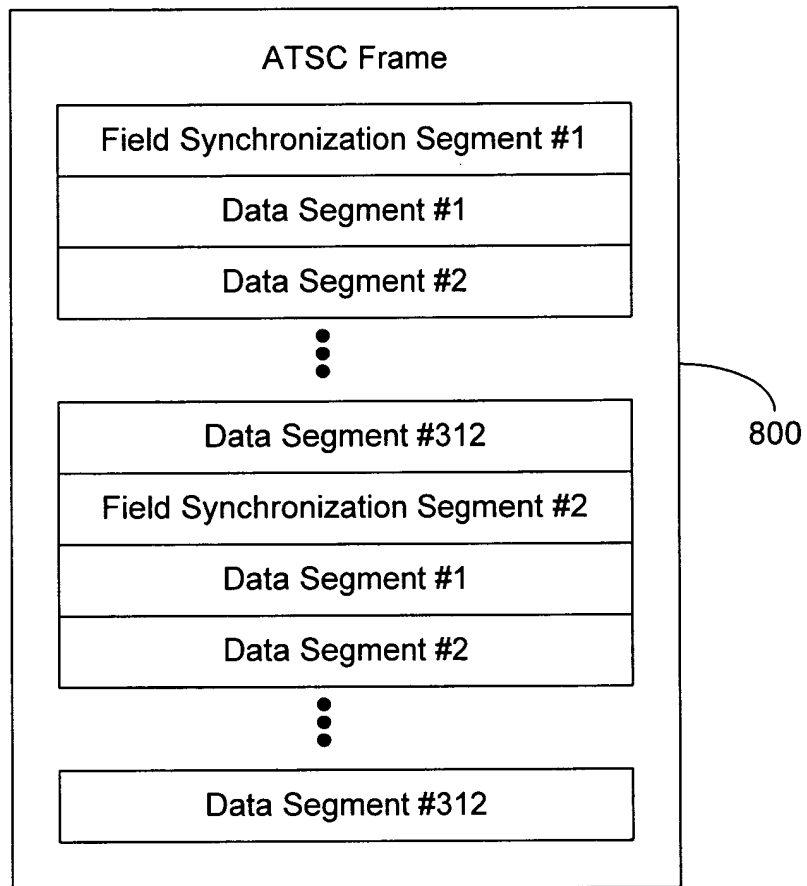 ATSC Frame
Field Synchronization Segment #1
Data Segment #1
Data Segment #2
Data Segment #312
800
Field Synchronization Segment #2
Data Segment #1
Data Segment #2
Data Segment #312